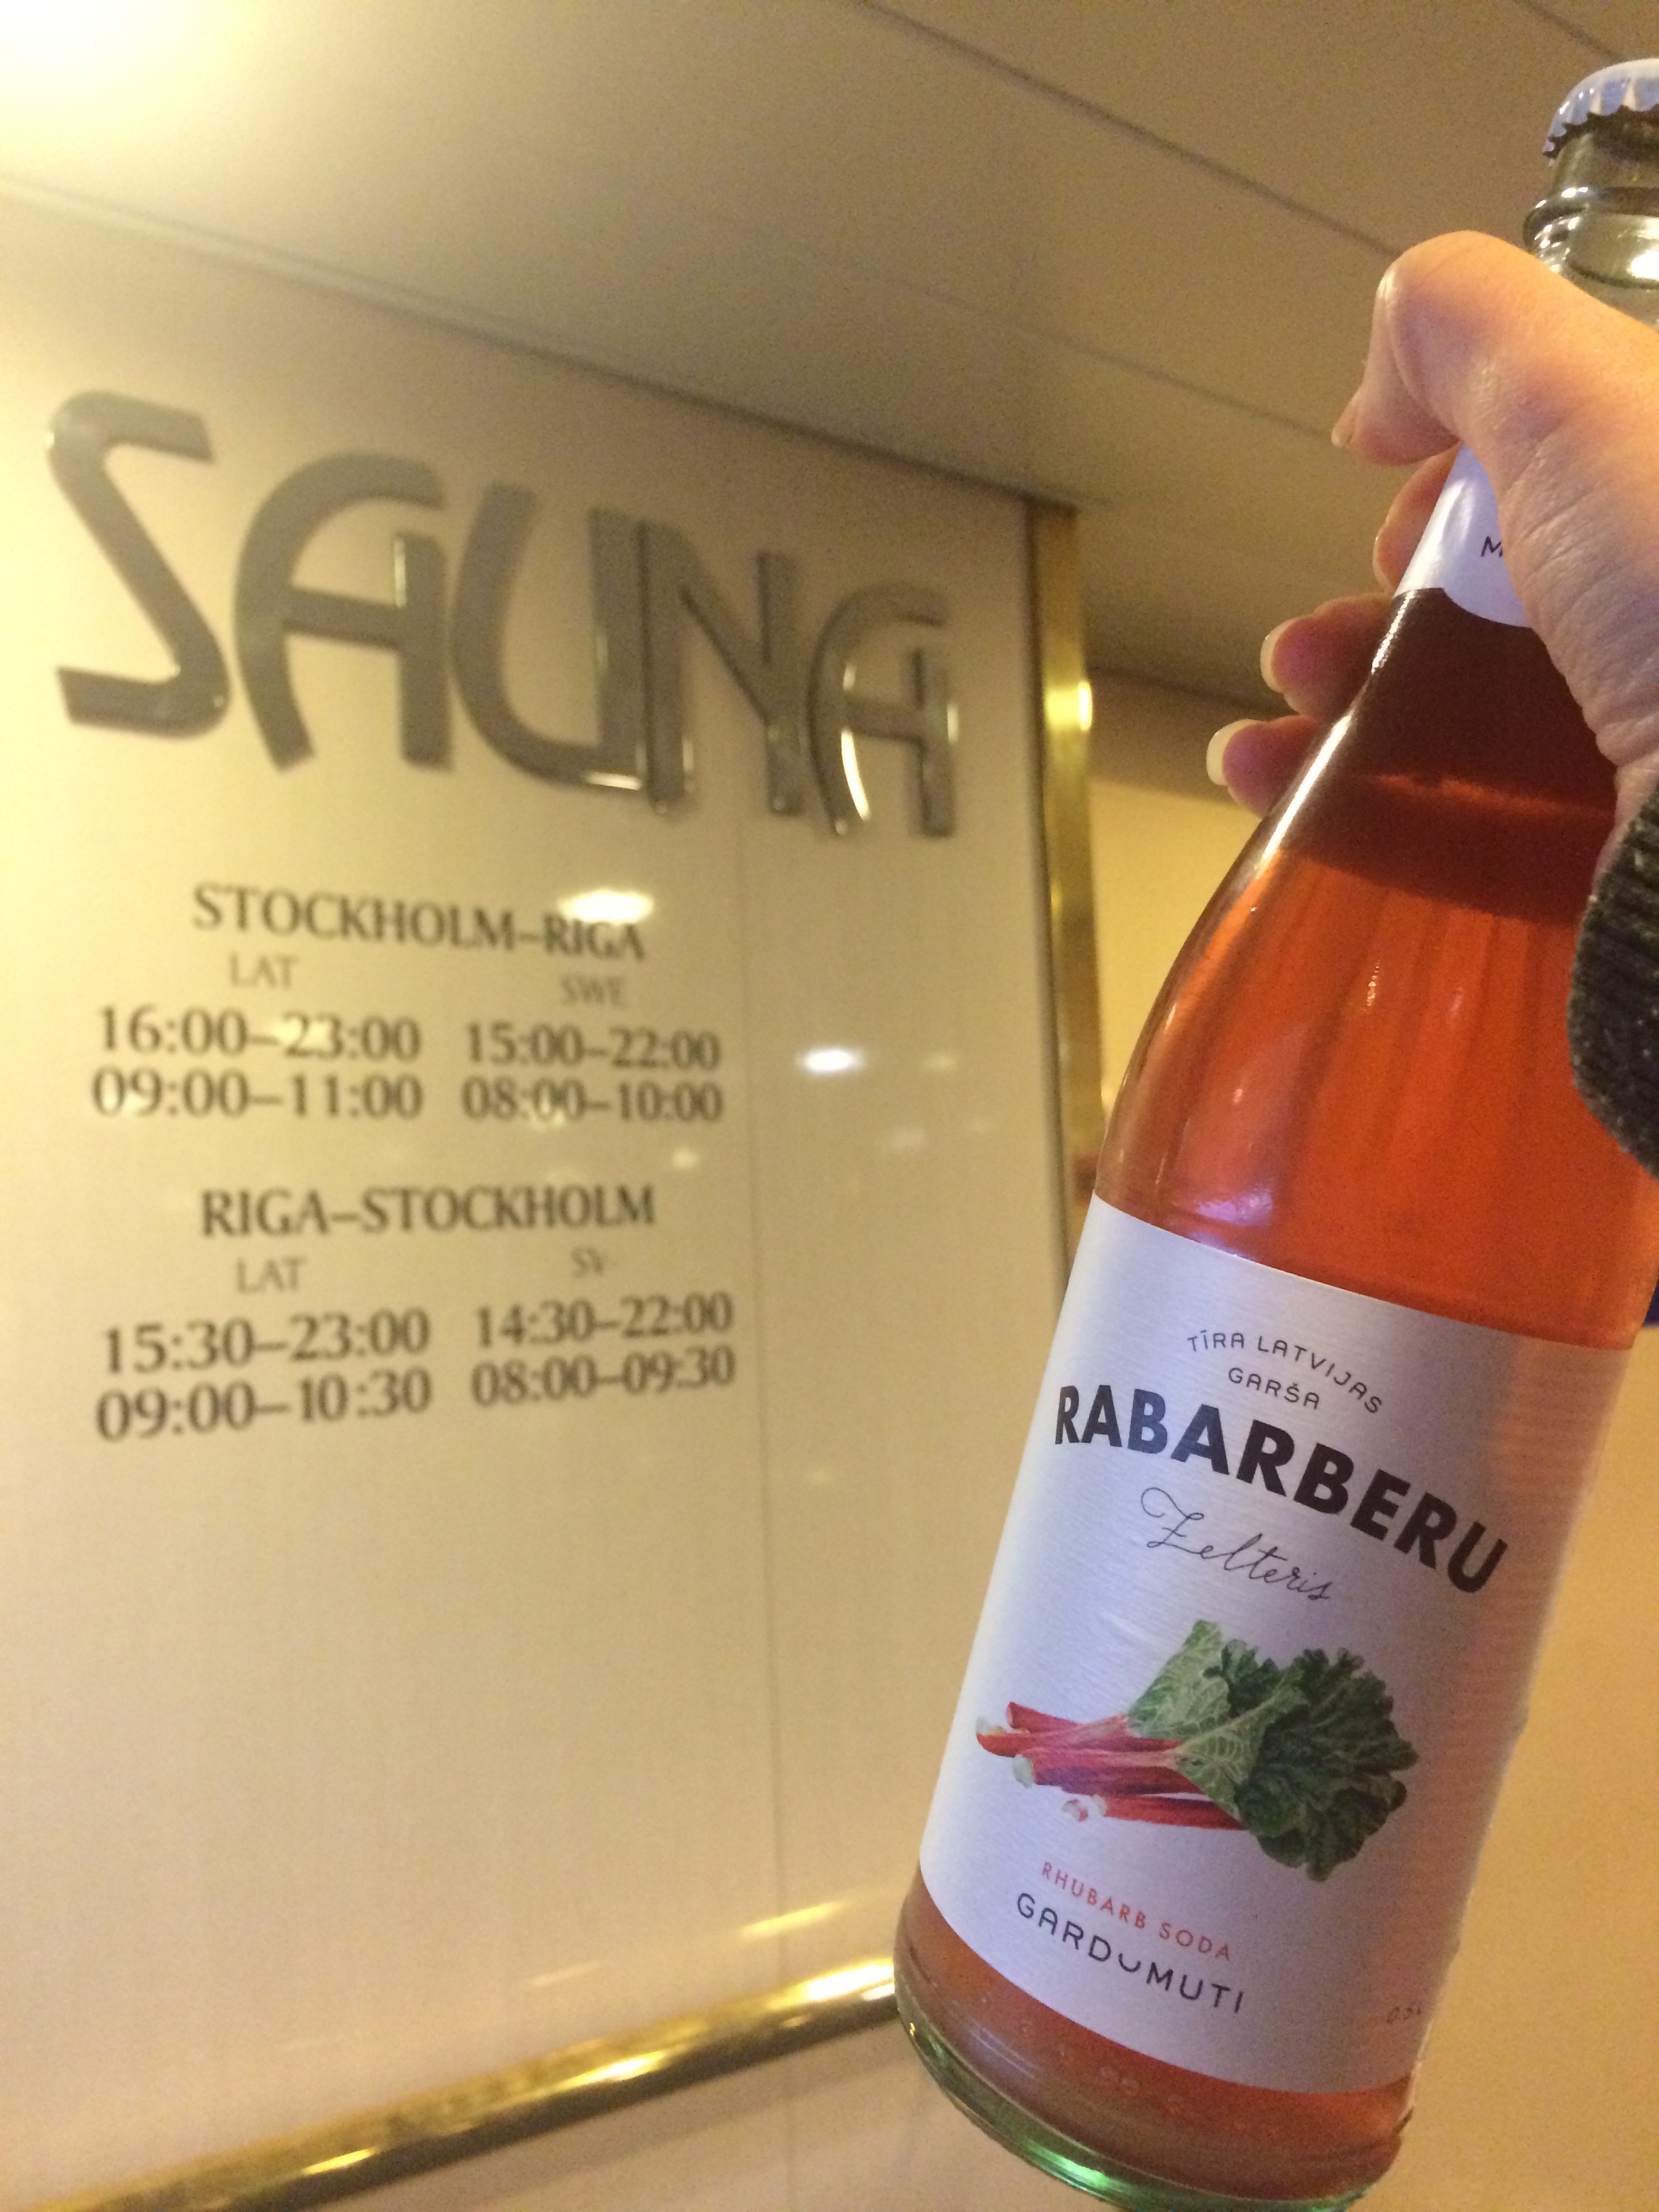 SAUNA
STOCKHOLM–RIGA
LAT SWE
16:00–23:00 15:00–22:00
09:00–11:00 08:00–10:00
RIGA–STOCKHOLM
LAT
15:30–23:00 14:30–22:00
09:00–10:30 08:00–09:30
TĪRA LATVIJAS
GARŠA
RABARBERU
Zelteris
RHUBARB SODA
GARDUMUTI